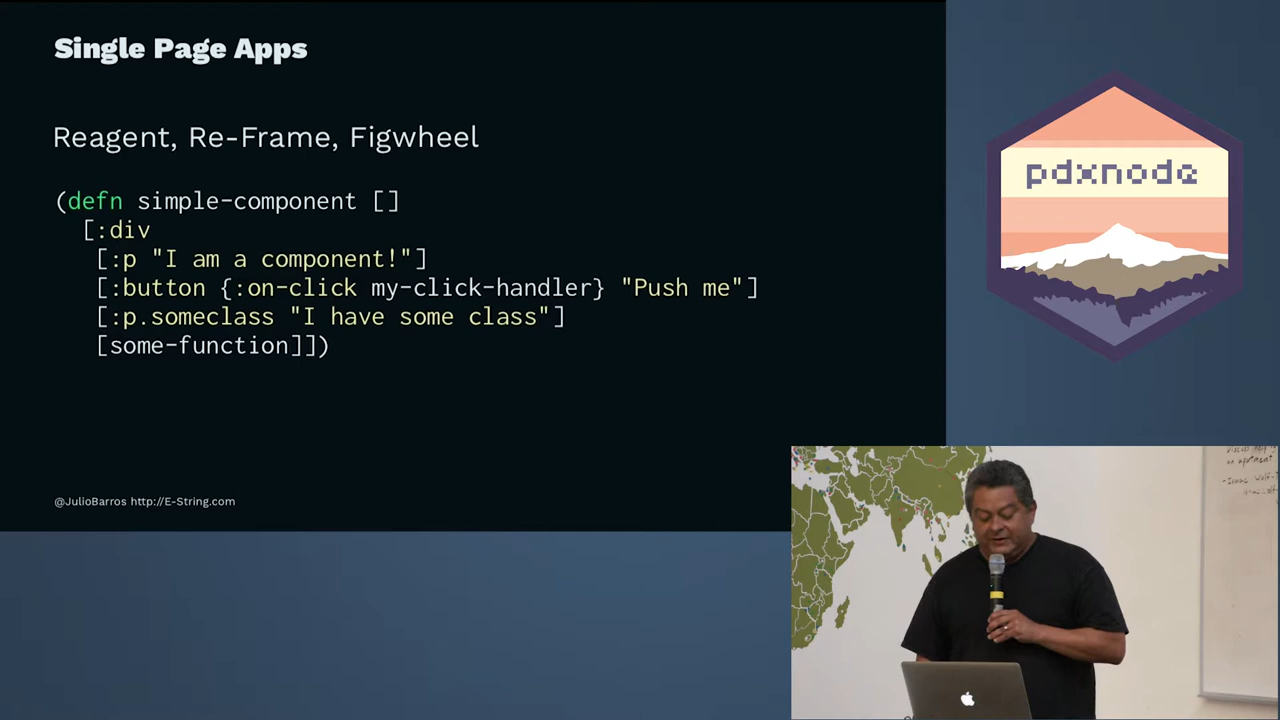 Single Page Apps
Reagent, Re-Frame, Figwheel
(defn simple-component []
[:div
[:p "I am a component!"]
[:button {:on-click my-click-handler} "Push me"]
[:p.someclass "I have some class"]
[some-function]])
@JulioBarros http://E-String.com
pdxnode